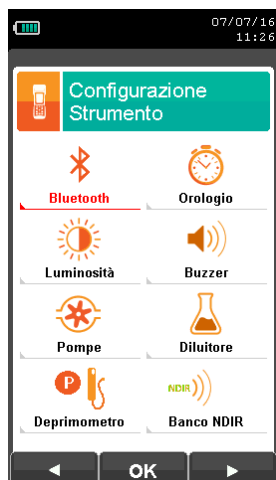 07/07/16
11:26
Configurazione
Strumento
Bluetooth
Orologio
Luminosità
Buzzer
Pompe
Diluitore
P
NDIR
Deprimometro
Banco NDIR
OK